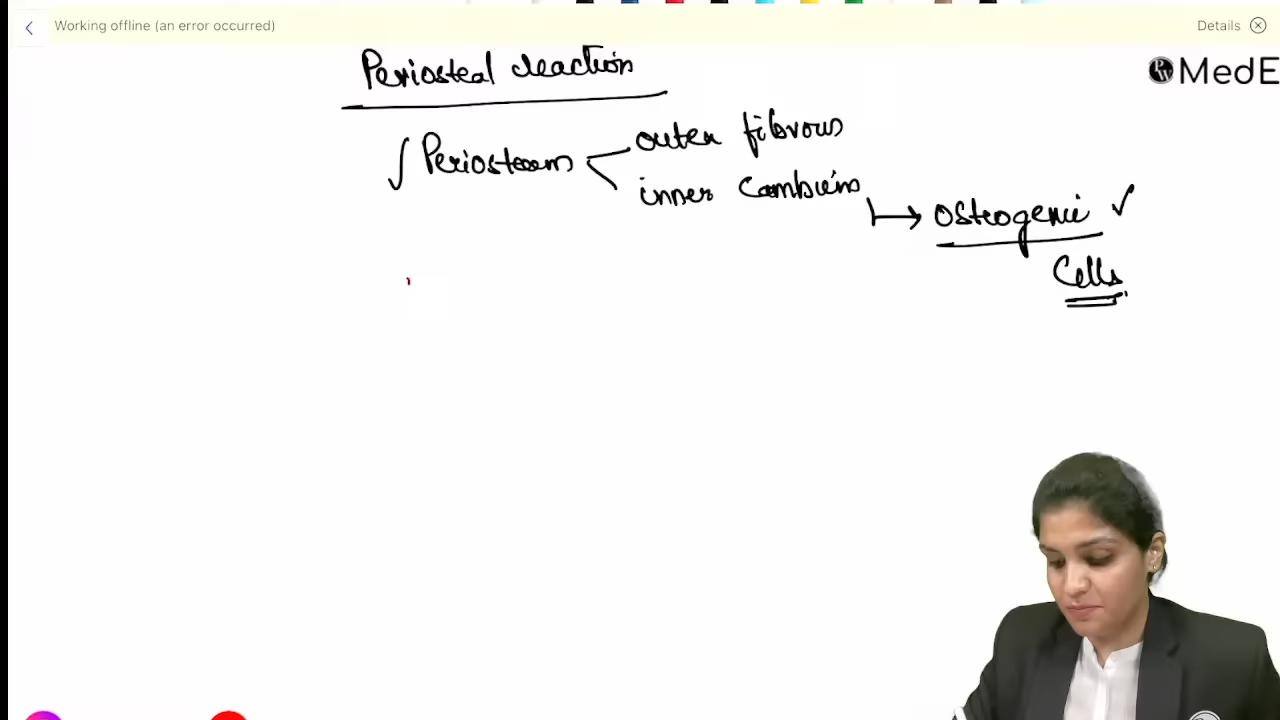 Working offline (an error occurred)
Details
MedE
Periosteal reaction
Periosteum
outer fibrous
inner cambium
osteogenic
cells